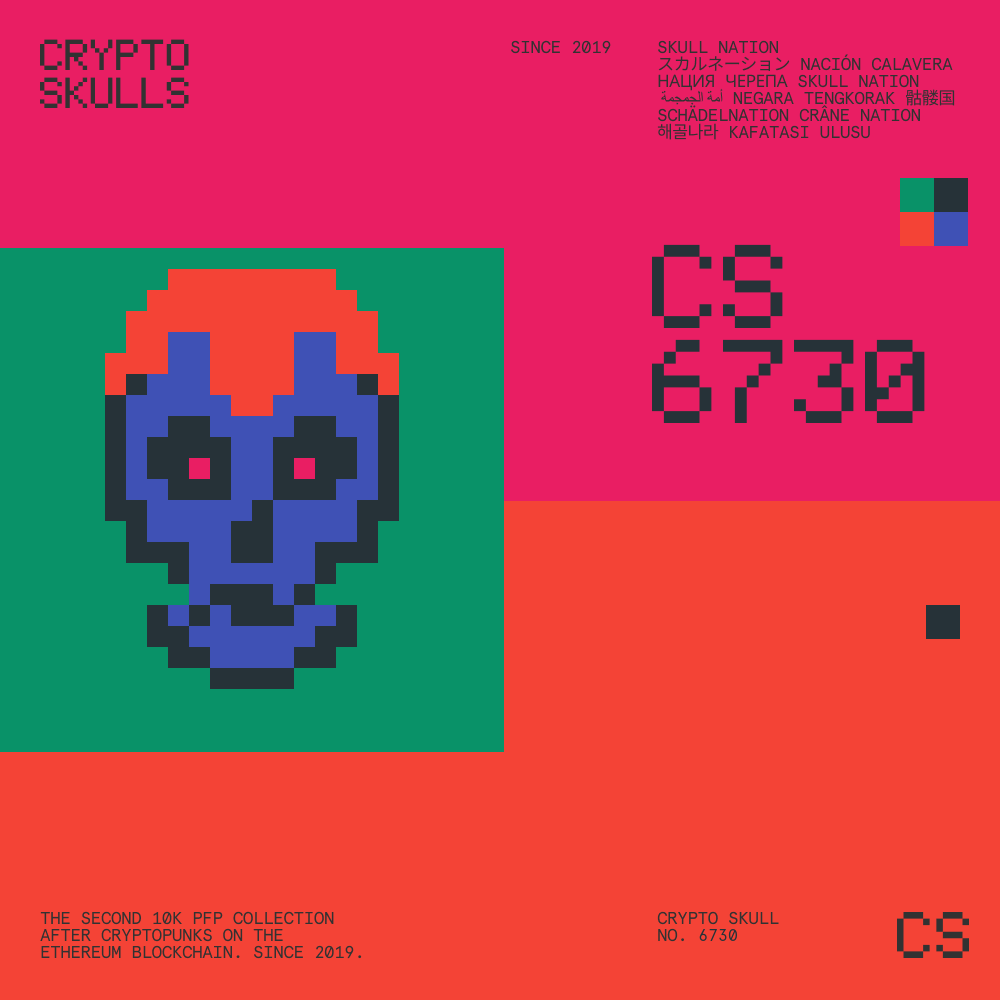 CRYPTO
SKULLS
SINCE 2019
SKULL NATION
スカルネーション NACIÓN CALAVERA
НАЦИЯ ЧЕРЕПА SKULL NATION
أمة الجمجمة NEGARA TENGKORAK 骷髅国
SCHÄDELNATION CRÂNE NATION
해골나라 KAFATASI ULUSU
CS
6730
THE SECOND 10K PFP COLLECTION
AFTER CRYPTOPUNKS ON THE
ETHEREUM BLOCKCHAIN. SINCE 2019.
CRYPTO SKULL
NO. 6730
CS